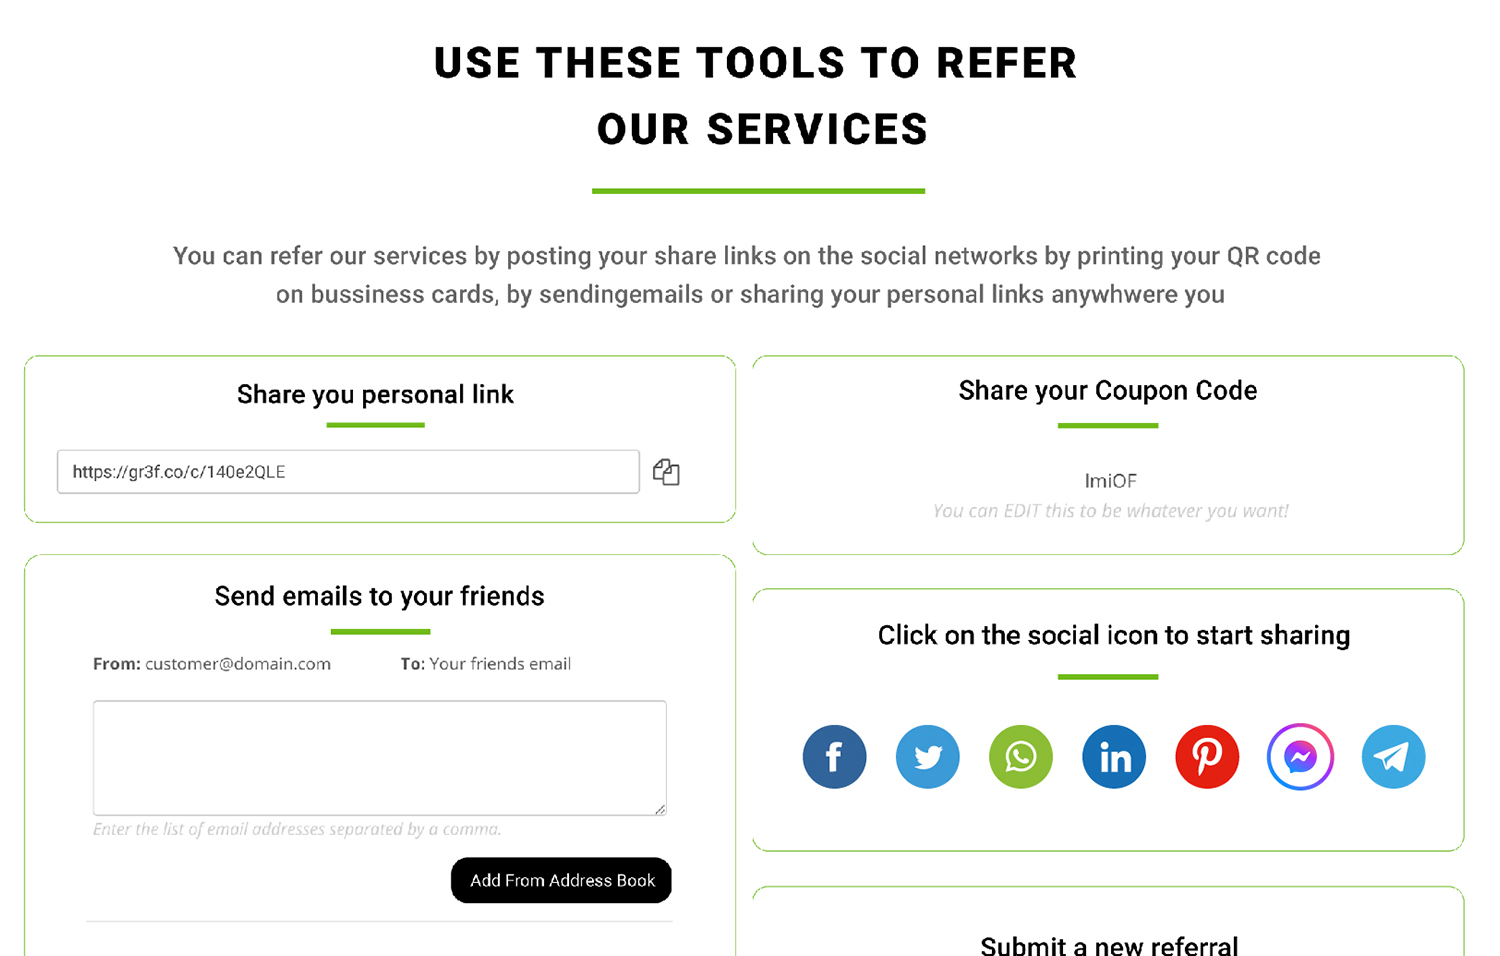 USE THESE TOOLS TO REFER
OUR SERVICES
You can refer our services by posting your share links on the social networks by printing your QR code
on bussiness cards, by sendingemails or sharing your personal links anywhwere you
Share you personal link
https://gr3f.co/c/140e2QLE
Share your Coupon Code
lmiOF
You can EDIT this to be whatever you want!
Send emails to your friends
From: customer@domain.com To: Your friends email
Enter the list of email addresses separated by a comma.
Add From Address Book
Click on the social icon to start sharing
Submit a new referral